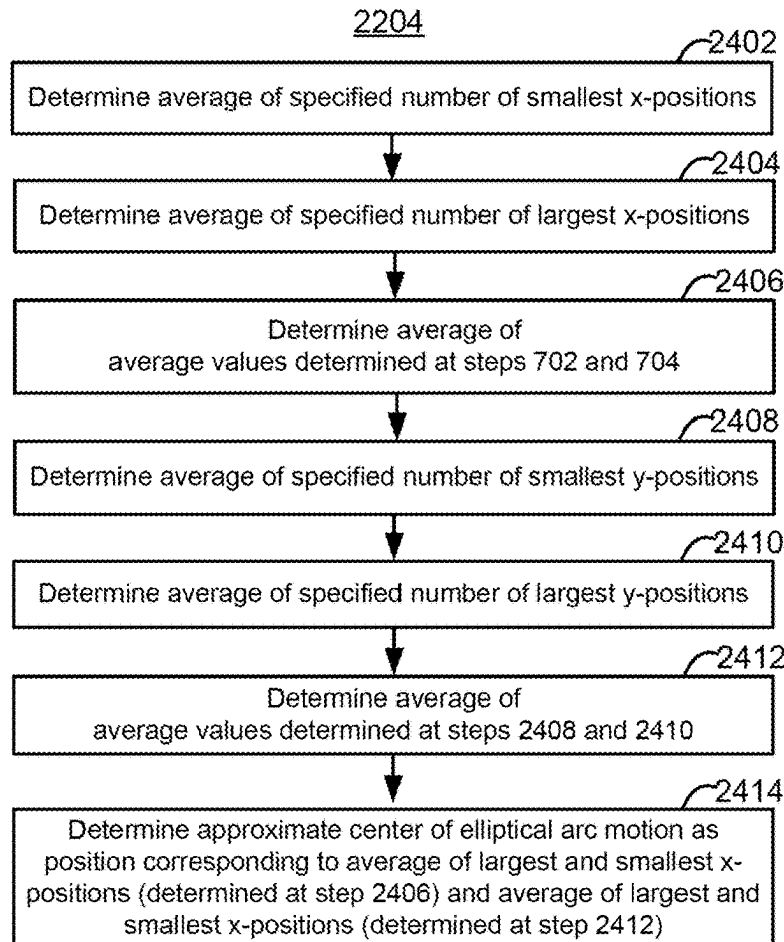 2204
2402
Determine average of specified number of smallest x-positions
2404
Determine average of specified number of largest x-positions
2406
Determine average of
average values determined at steps 702 and 704
2408
Determine average of specified number of smallest y-positions
2410
Determine average of specified number of largest y-positions
2412
Determine average of
average values determined at steps 2408 and 2410
2414
Determine approximate center of elliptical arc motion as
position corresponding to average of largest and smallest x-
positions (determined at step 2406) and average of largest and
smallest x-positions (determined at step 2412)